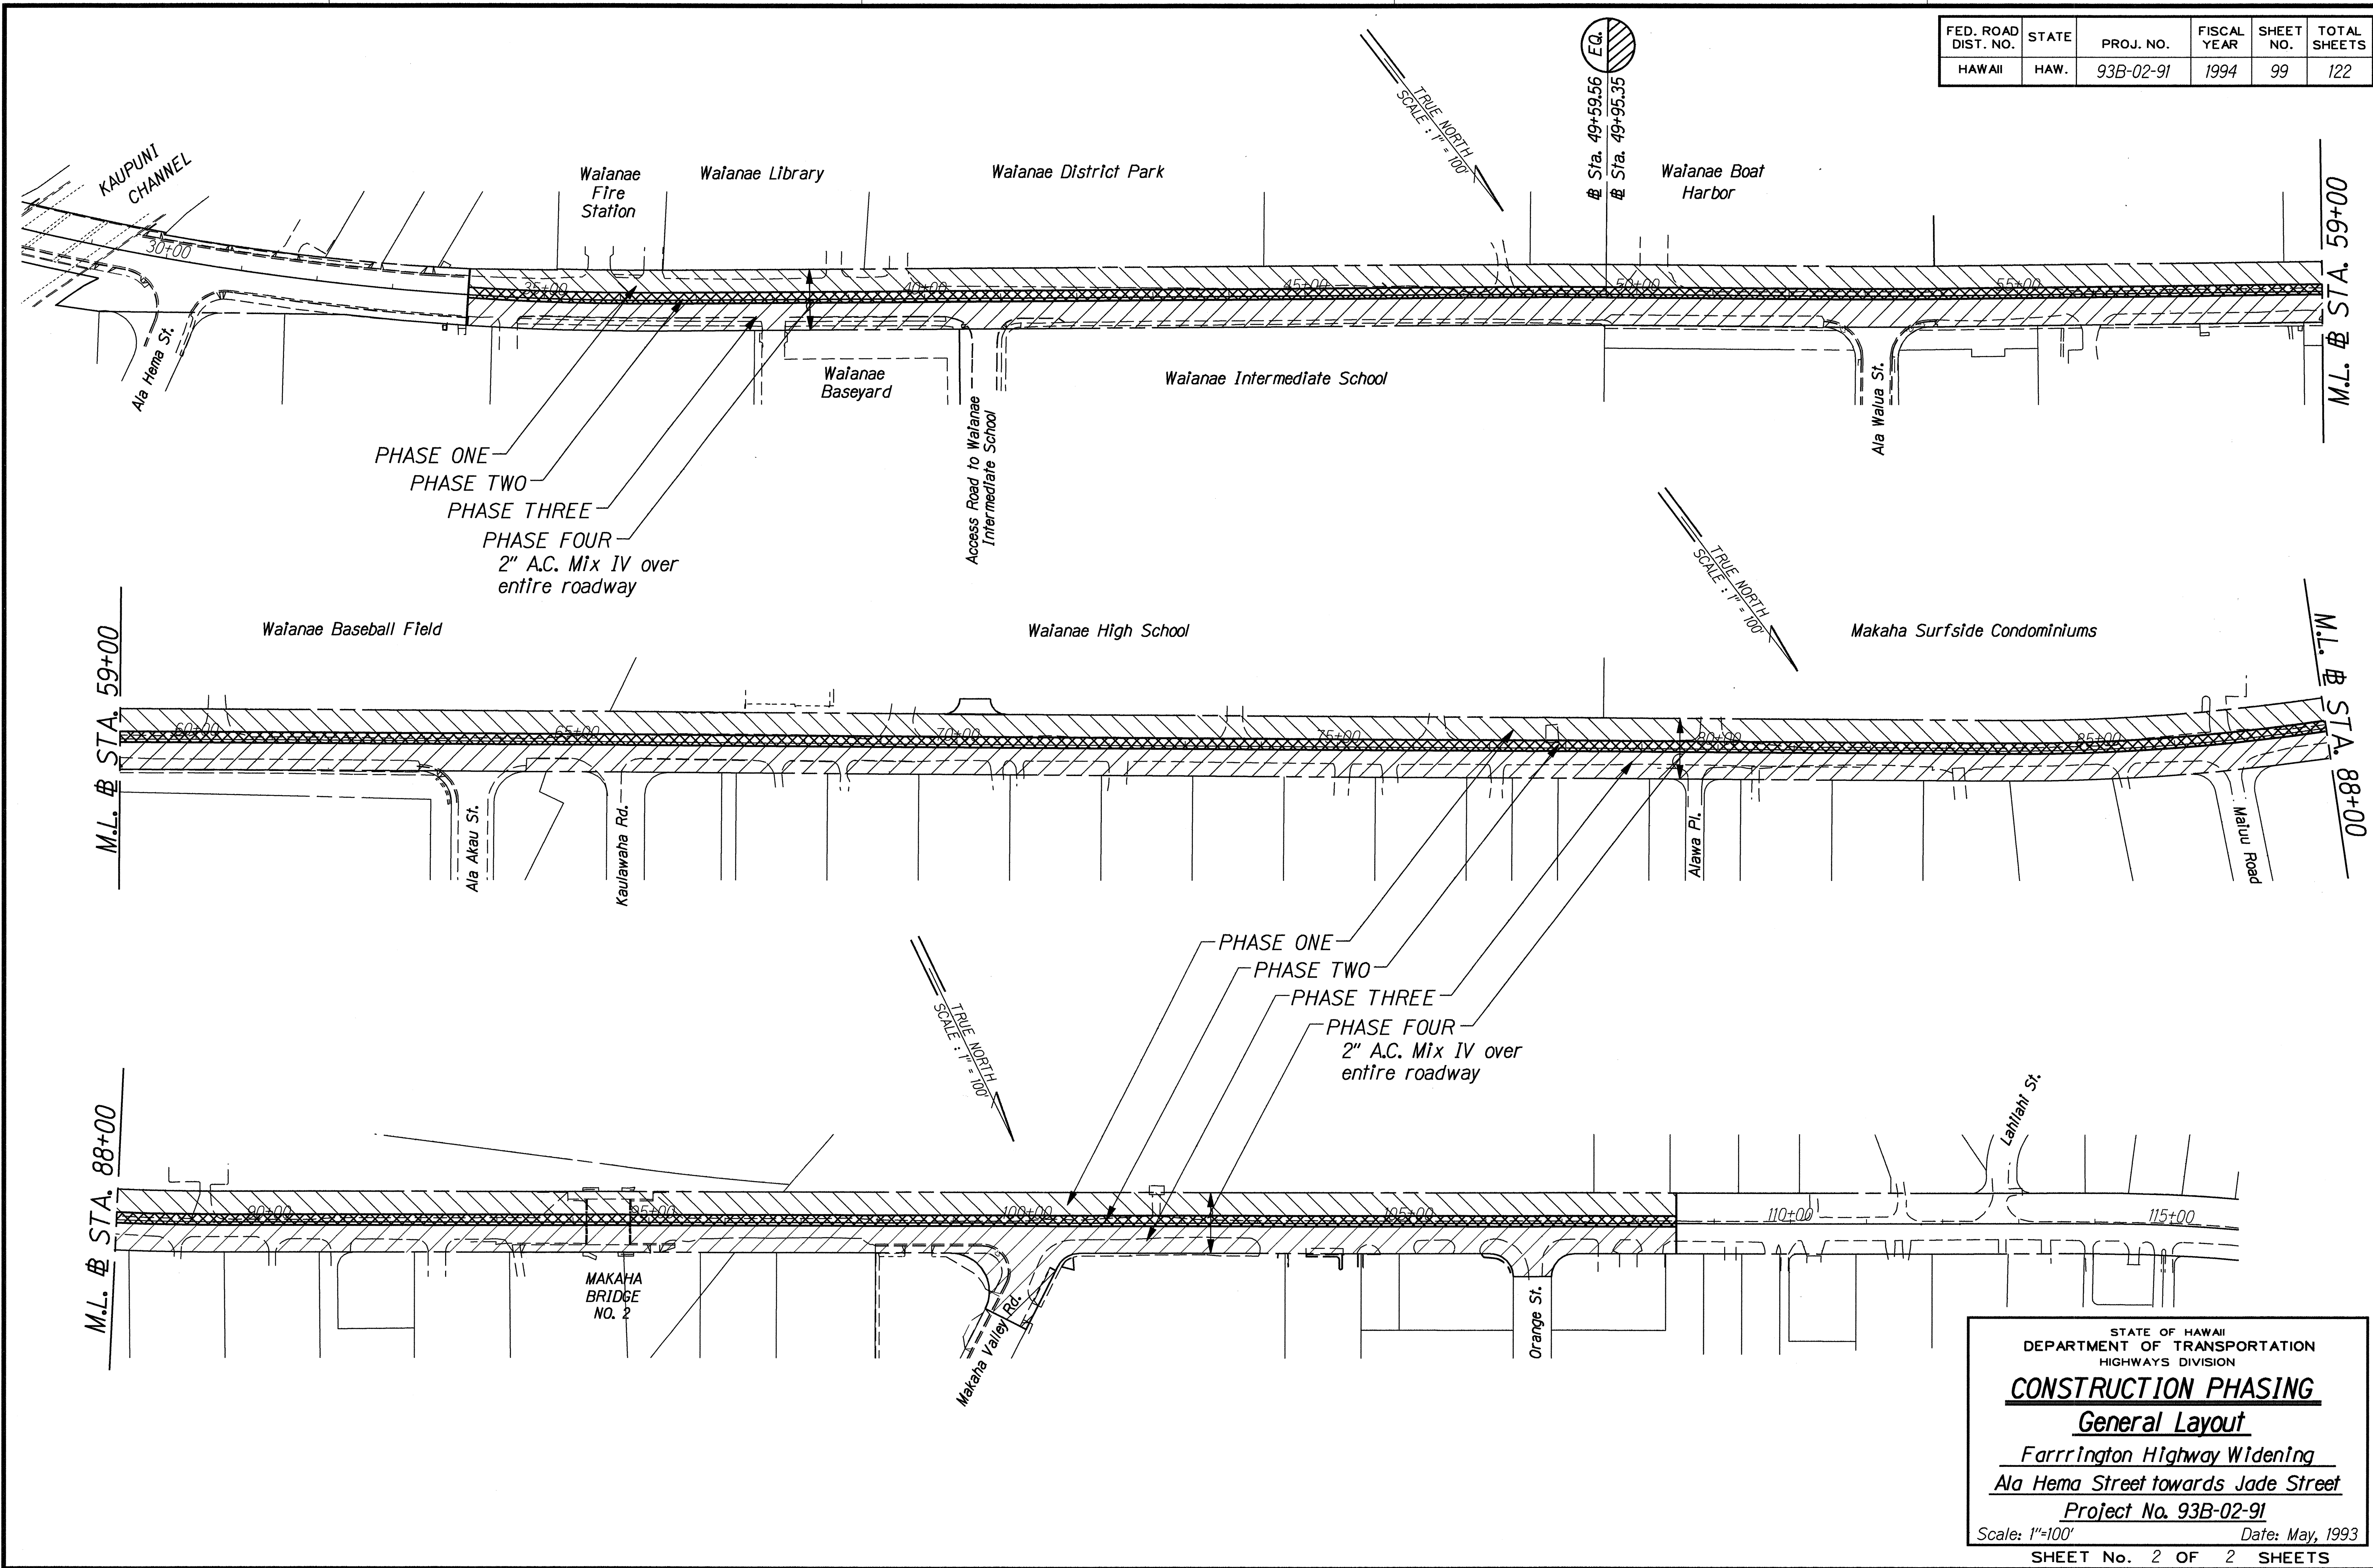 FED. ROAD DIST. NO.
STATE
PROJ. NO.
FISCAL YEAR
SHEET NO.
TOTAL SHEETS
HAWAII
HAW.
93B-02-91
1994
99
122
EQ.
℄ Sta. 49+59.56
℄ Sta. 49+95.35
TRUE NORTH
SCALE : 1" = 100'
KAUPUNI
CHANNEL
Waianae
Fire
Station
Waianae Library
Waianae District Park
Waianae Boat
Harbor
30+00
35+00
40+00
45+00
50+00
55+00
M.L. ℄ STA. 59+00
Ala Hema St.
Waianae
Baseyard
Access Road to Waianae
Intermediate School
Waianae Intermediate School
Ala Walua St.
PHASE ONE
PHASE TWO
PHASE THREE
PHASE FOUR
2" A.C. Mix IV over
entire roadway
TRUE NORTH
SCALE : 1" = 100'
M.L. ℄ STA. 59+00
Waianae Baseball Field
Waianae High School
Makaha Surfside Condominiums
60+00
65+00
70+00
75+00
80+00
85+00
M.L. ℄ STA. 88+00
Ala Akau St.
Kaulawaha Rd.
Alawa Pl.
Maiuu Road
PHASE ONE
PHASE TWO
PHASE THREE
PHASE FOUR
2" A.C. Mix IV over
entire roadway
TRUE NORTH
SCALE : 1" = 100'
M.L. ℄ STA. 88+00
90+00
95+00
100+00
105+00
110+00
115+00
Lahilahi St.
MAKAHA
BRIDGE
NO. 2
Makaha Valley Rd.
Orange St.
STATE OF HAWAII
DEPARTMENT OF TRANSPORTATION
HIGHWAYS DIVISION
CONSTRUCTION PHASING
General Layout
Farrrington Highway Widening
Ala Hema Street towards Jade Street
Project No. 93B-02-91
Scale: 1"=100' Date: May, 1993
SHEET No. 2 OF 2 SHEETS